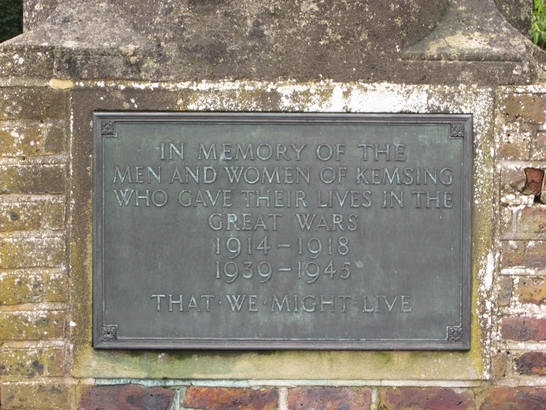 IN MEMORY OF THE
MEN AND WOMEN OF KEMSING
WHO GAVE THEIR LIVES IN THE
GREAT WARS
1914-1918
1939-1945
THAT·WE·MIGHT·LIVE